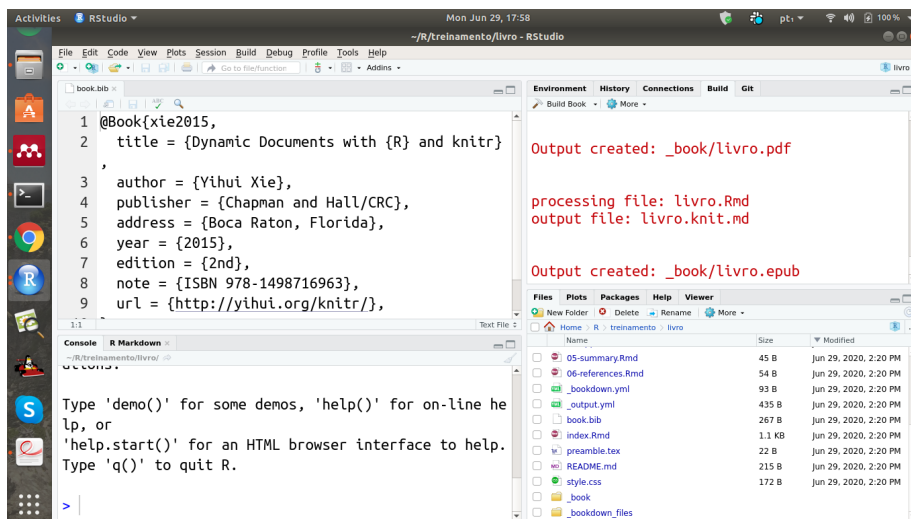 Activities RStudio Mon Jun 29, 17:58 pt₁ 100 %
~/R/treinamento/livro - RStudio
File Edit Code View Plots Session Build Debug Profile Tools Help
Go to file/function Addins livro
book.bib
1 @Book{xie2015,
2 title = {Dynamic Documents with {R} and knitr}
,
3 author = {Yihui Xie},
4 publisher = {Chapman and Hall/CRC},
5 address = {Boca Raton, Florida},
6 year = {2015},
7 edition = {2nd},
8 note = {ISBN 978-1498716963},
9 url = {http://yihui.org/knitr/},
1:1 Text File
Console R Markdown
~/R/treinamento/livro/
Type 'demo()' for some demos, 'help()' for on-line he
lp, or
'help.start()' for an HTML browser interface to help.
Type 'q()' to quit R.
>
Environment History Connections Build Git
Build Book More
Output created: _book/livro.pdf
processing file: livro.Rmd
output file: livro.knit.md
Output created: _book/livro.epub
Files Plots Packages Help Viewer
New Folder Delete Rename More
Home R treinamento livro
Name Size Modified
05-summary.Rmd 45 B Jun 29, 2020, 2:20 PM
06-references.Rmd 54 B Jun 29, 2020, 2:20 PM
_bookdown.yml 93 B Jun 29, 2020, 2:20 PM
_output.yml 435 B Jun 29, 2020, 2:20 PM
book.bib 267 B Jun 29, 2020, 2:20 PM
index.Rmd 1.1 KB Jun 29, 2020, 2:20 PM
preamble.tex 22 B Jun 29, 2020, 2:20 PM
README.md 215 B Jun 29, 2020, 2:20 PM
style.css 172 B Jun 29, 2020, 2:20 PM
_book
_bookdown_files